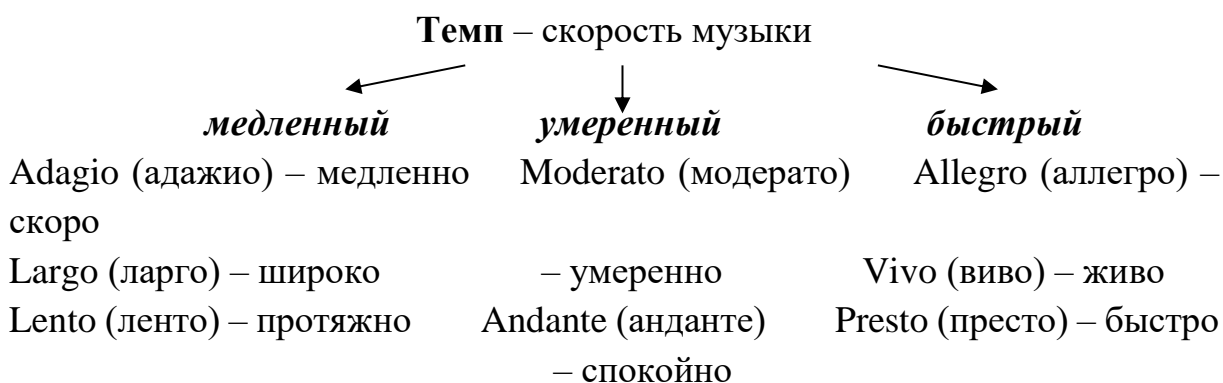 Темп – скорость музыки
медленный умеренный быстрый
Adagio (адажио) – медленно Moderato (модерато) Allegro (аллегро) –
скоро
Largo (ларго) – широко – умеренно Vivo (виво) – живо
Lento (ленто) – протяжно Andante (анданте) Presto (престо) – быстро
– спокойно